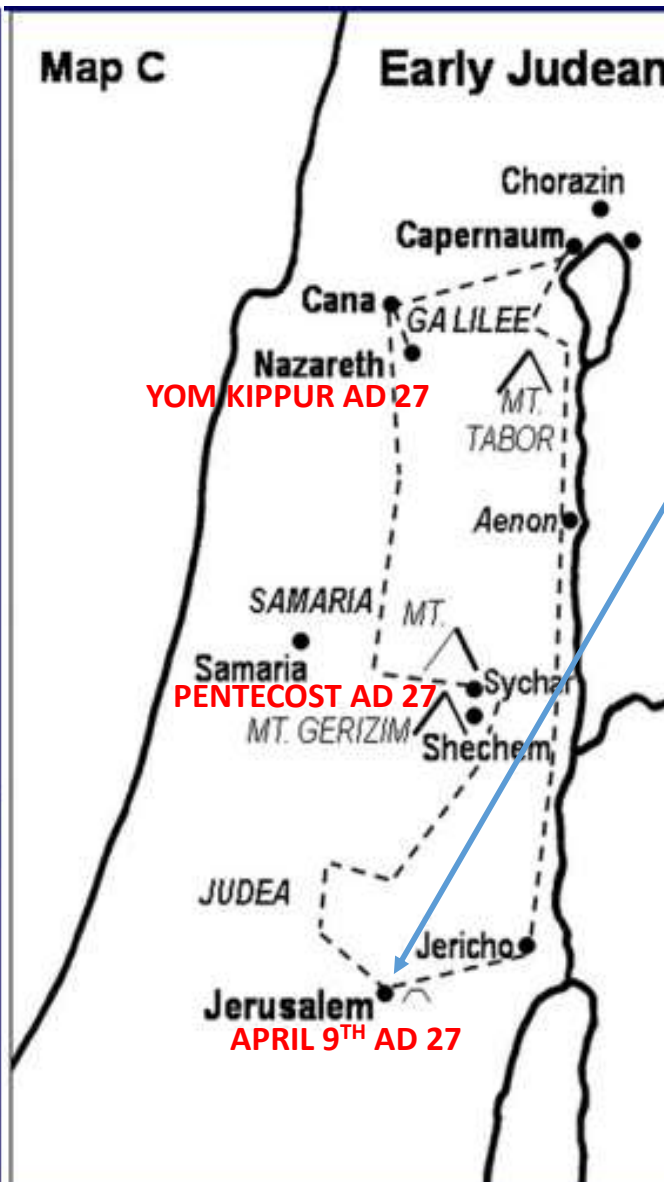 Map C
Early Judean
Chorazin
Capernaum
Cana
GALILEE
Nazareth
YOM KIPPUR AD 27
MT.
TABOR
Aenon
SAMARIA
MT.
Samaria
Sychar
PENTECOST AD 27
MT. GERIZIM
Shechem
JUDEA
Jericho
Jerusalem
APRIL 9TH AD 27